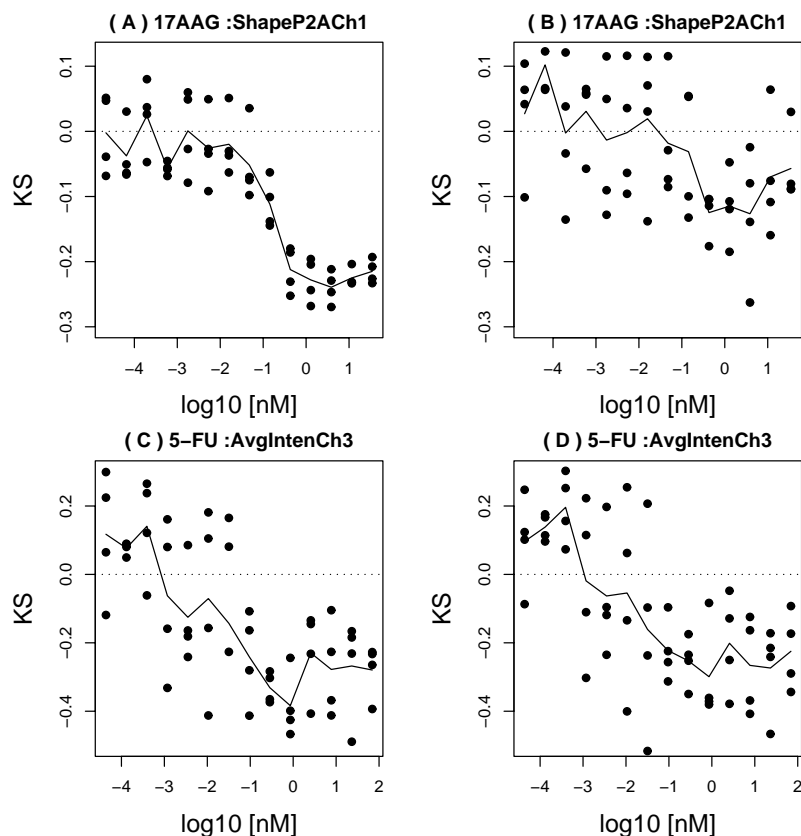 ( A ) 17AAG :ShapeP2ACh1
KS
0.1
0.0
−0.1
−0.2
−0.3
−4 −3 −2 −1 0 1
log10 [nM]
( B ) 17AAG :ShapeP2ACh1
KS
0.1
0.0
−0.1
−0.2
−0.3
−4 −3 −2 −1 0 1
log10 [nM]
( C ) 5−FU :AvgIntenCh3
KS
0.2
0.0
−0.2
−0.4
−4 −3 −2 −1 0 1 2
log10 [nM]
( D ) 5−FU :AvgIntenCh3
KS
0.2
0.0
−0.2
−0.4
−4 −3 −2 −1 0 1 2
log10 [nM]